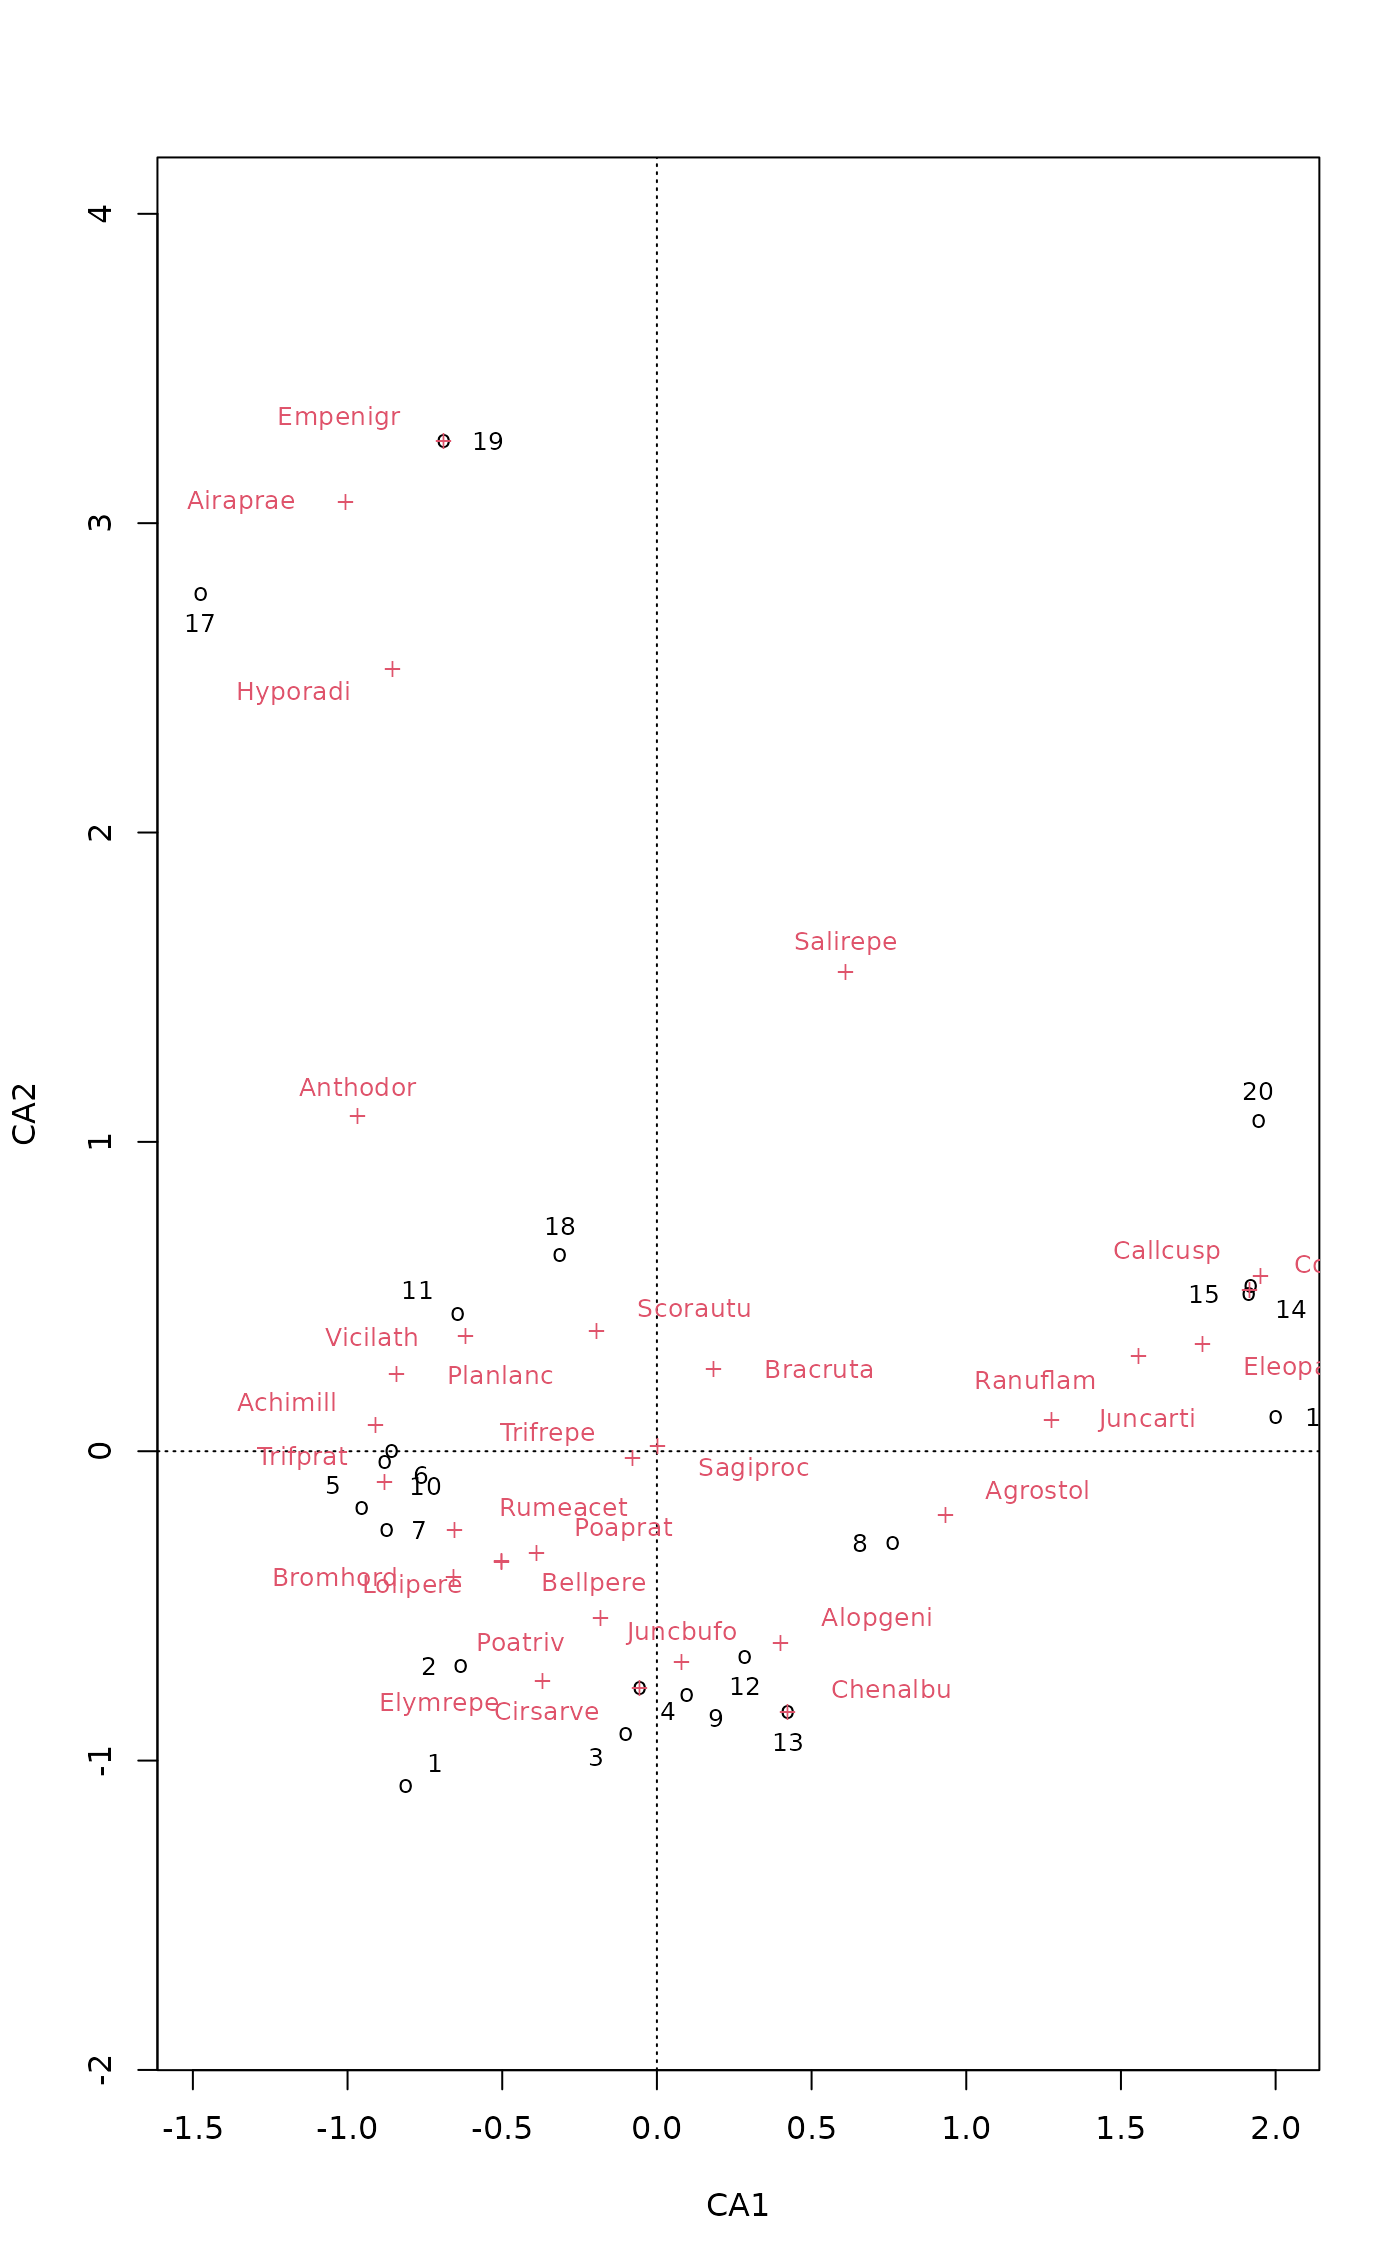 Empenigr
19
Airaprae
17
Hyporadi
Salirepe
Anthodor
20
18
Callcusp
Co
11
15
14
Scorautu
Vicilath
Planlanc
Bracruta
Eleopa
Ranuflam
Achimill
Juncarti
1
Trifrepe
Trifprat
Sagiproc
6
5
10
Agrostol
Rumeacet
Poaprat
7
8
Bromhord
Lolipere
Bellpere
Alopgeni
Juncbufo
Poatriv
2
12
Chenalbu
Elymrepe
Cirsarve
4
9
13
3
1
4
3
2
1
0
-1
-2
CA2
-1.5 -1.0 -0.5 0.0 0.5 1.0 1.5 2.0
CA1